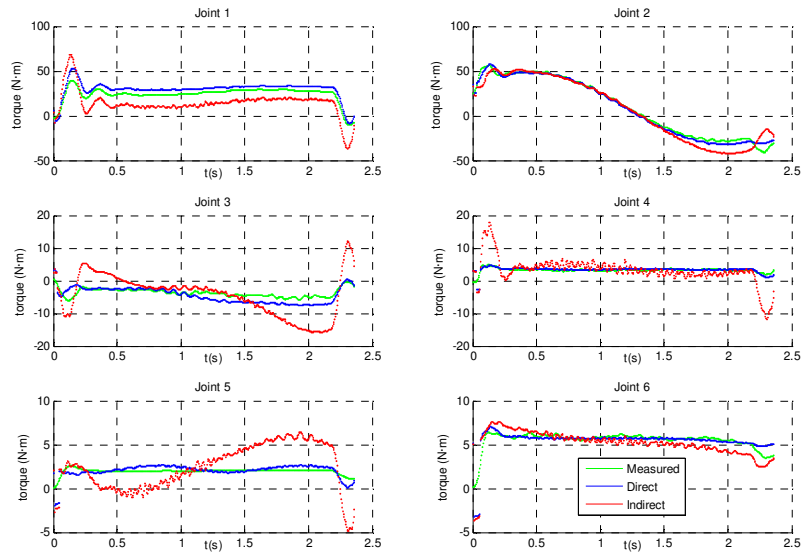 Joint 1
Joint 2
100
50
0
-50
torque (N·m)
0
0.5
1
1.5
2
2.5
t(s)
100
50
0
-50
torque (N·m)
0
0.5
1
1.5
2
2.5
t(s)
Joint 3
Joint 4
20
10
0
-10
-20
torque (N·m)
0
0.5
1
1.5
2
2.5
t(s)
20
10
0
-10
-20
torque (N·m)
0
0.5
1
1.5
2
2.5
t(s)
Joint 5
Joint 6
10
5
0
-5
torque (N·m)
0
0.5
1
1.5
2
2.5
t(s)
10
5
0
-5
torque (N·m)
0
0.5
1
1.5
2
2.5
t(s)
Measured
Direct
Indirect